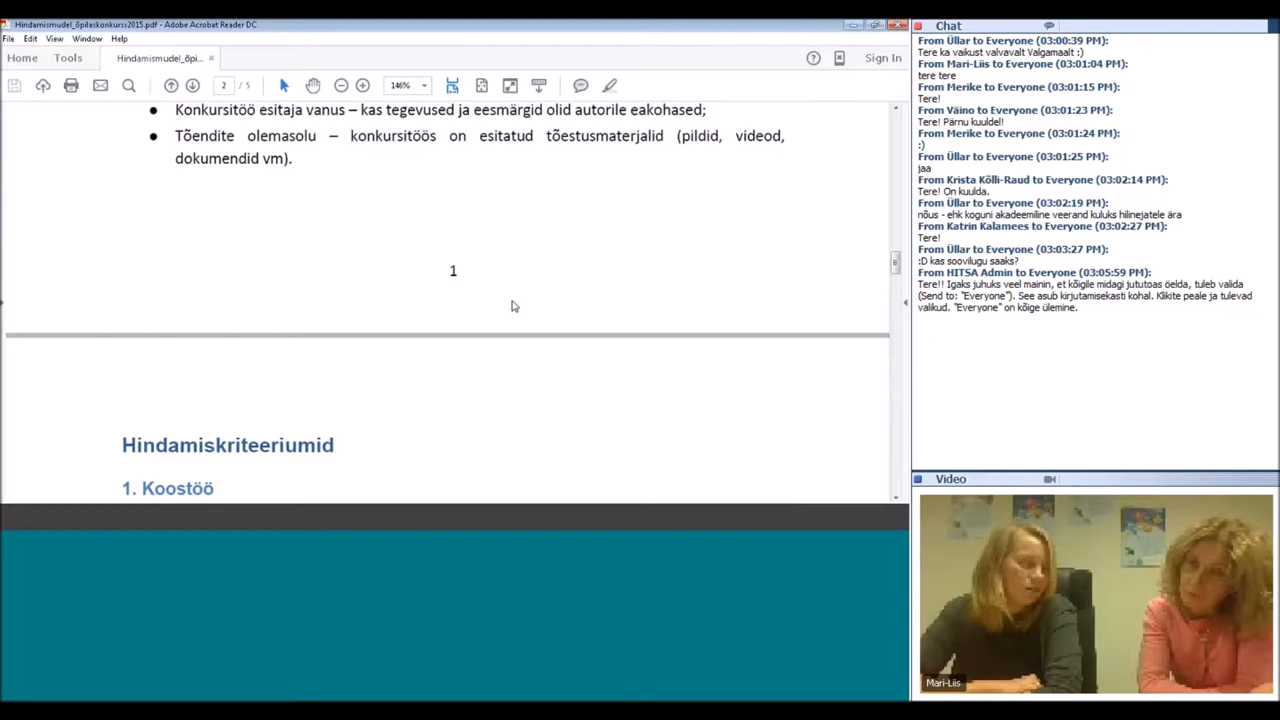 Hindamismudel_õpilaskonkurss2015.pdf - Adobe Acrobat Reader DC
File Edit View Window Help
Home Tools Hindamismudel_õpi... × Sign In
2 / 5 146%
● Konkursitöö esitaja vanus – kas tegevused ja eesmärgid olid autorile eakohased;
● Tõendite olemasolu – konkursitöös on esitatud tõestusmaterjalid (pildid, videod,
dokumendid vm).
1
Hindamiskriteeriumid
1. Koostöö
Chat
From Üllar to Everyone (03:00:39 PM):
Tere ka vaikust valvavalt Valgamaalt :)
From Mari-Liis to Everyone (03:01:04 PM):
tere tere
From Merike to Everyone (03:01:15 PM):
Tere!
From Väino to Everyone (03:01:23 PM):
Tere! Pärnu kuuldel!
From Merike to Everyone (03:01:24 PM):
:)
From Üllar to Everyone (03:01:25 PM):
jaa
From Krista Kõlli-Raud to Everyone (03:02:14 PM):
Tere! On kuulda.
From Üllar to Everyone (03:02:19 PM):
nõus - ehk koguni akadeemiline veerand kuluks hilinejatele ära
From Katrin Kalamees to Everyone (03:02:27 PM):
Tere!
From Üllar to Everyone (03:03:27 PM):
:D kas soovilugu saaks?
From HITSA Admin to Everyone (03:05:59 PM):
Tere!! Igaks juhuks veel mainin, et kõigile midagi jututoas öelda, tuleb valida
(Send to: "Everyone"). See asub kirjutamisekasti kohal. Klikite peale ja tulevad
valikud. "Everyone" on kõige ülemine.
Video
Mari-Liis